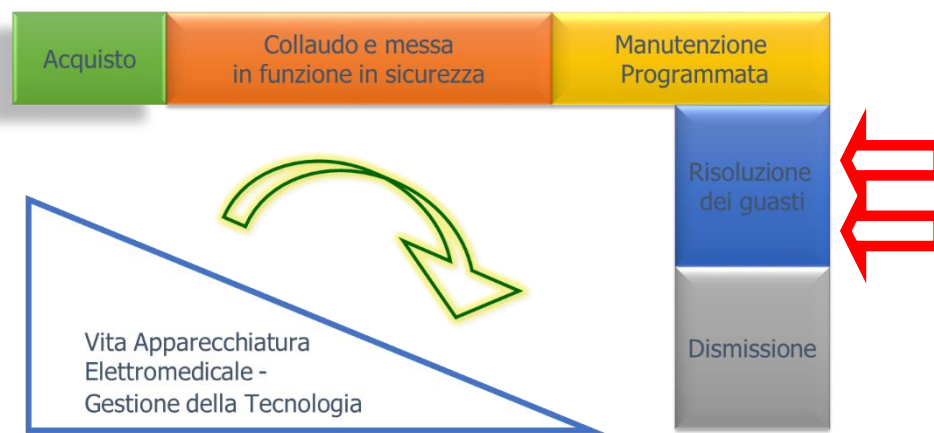 Acquisto
Collaudo e messa
in funzione in sicurezza
Manutenzione
Programmata
Risoluzione
dei guasti
Dismissione
Vita Apparecchiatura
Elettromedicale -
Gestione della Tecnologia